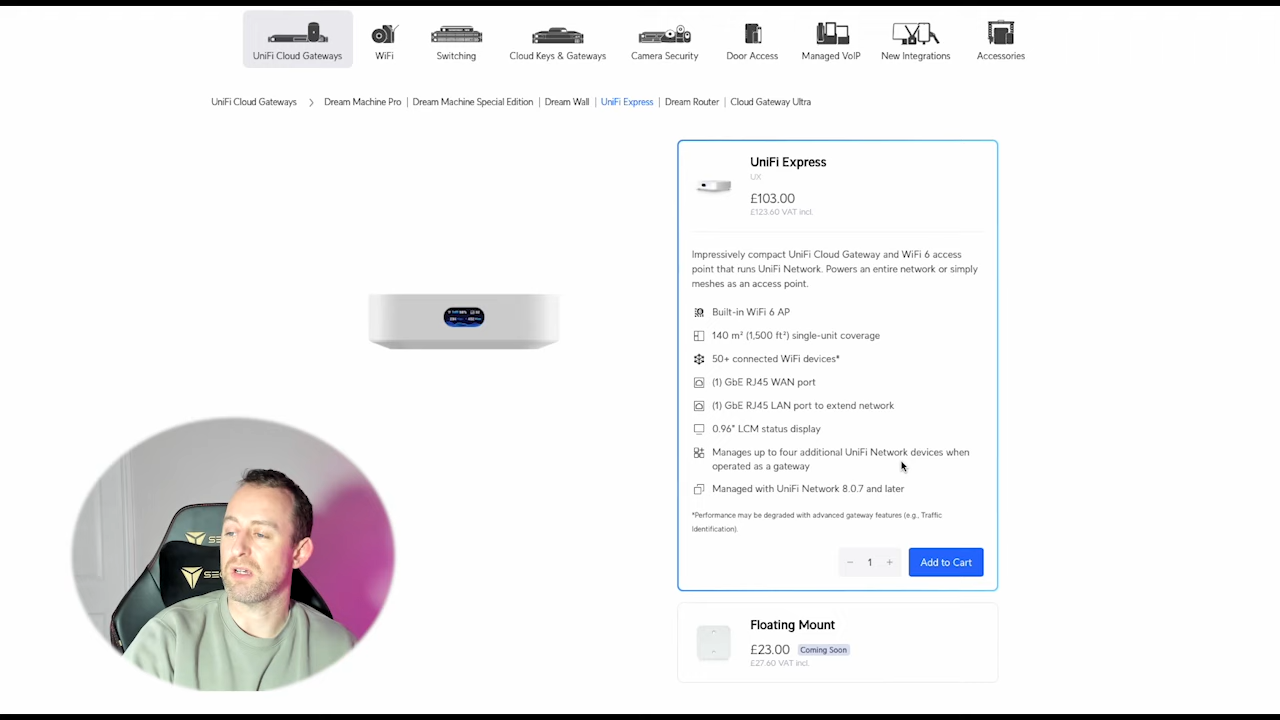 UniFi Cloud Gateways
WiFi
Switching
Cloud Keys & Gateways
Camera Security
Door Access
Managed VoIP
New Integrations
Accessories
UniFi Cloud Gateways > Dream Machine Pro | Dream Machine Special Edition | Dream Wall | UniFi Express | Dream Router | Cloud Gateway Ultra
UniFi Express
UX
£103.00
£123.60 VAT incl.
Impressively compact UniFi Cloud Gateway and WiFi 6 access
point that runs UniFi Network. Powers an entire network or simply
meshes as an access point.
Built-in WiFi 6 AP
140 m² (1,500 ft²) single-unit coverage
50+ connected WiFi devices*
(1) GbE RJ45 WAN port
(1) GbE RJ45 LAN port to extend network
0.96" LCM status display
Manages up to four additional UniFi Network devices when
operated as a gateway
Managed with UniFi Network 8.0.7 and later
*Performance may be degraded with advanced gateway features (e.g., Traffic
Identification).
− 1 +
Add to Cart
Floating Mount
£23.00 Coming Soon
£27.60 VAT incl.